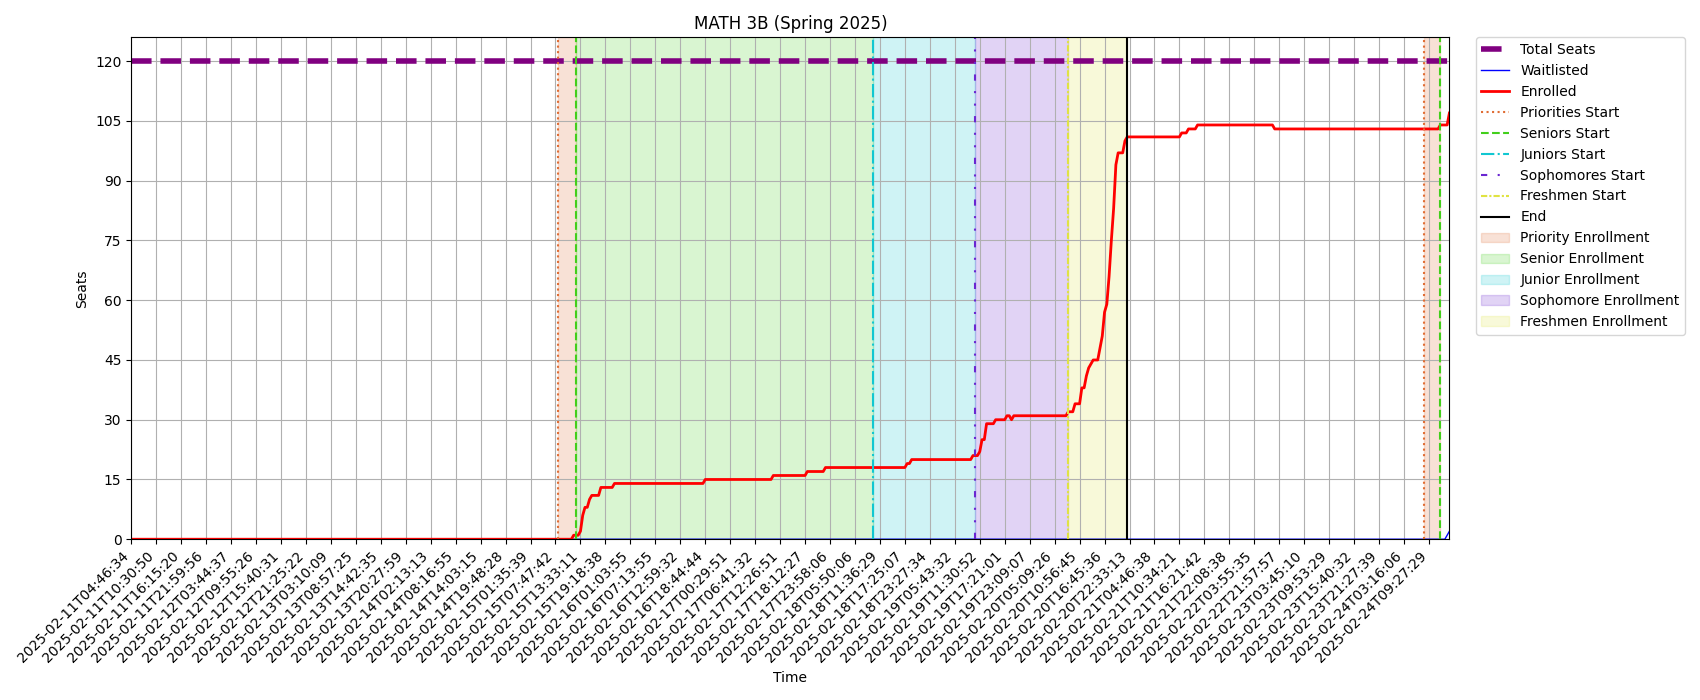 MATH 3B (Spring 2025)
Seats
120
105
90
75
60
45
30
15
0
2025-02-11T04:46:34
2025-02-11T10:30:50
2025-02-11T16:15:20
2025-02-11T21:59:56
2025-02-12T03:44:37
2025-02-12T09:55:26
2025-02-12T15:40:31
2025-02-12T21:25:22
2025-02-13T03:10:09
2025-02-13T08:57:25
2025-02-13T14:42:35
2025-02-13T20:27:59
2025-02-14T02:13:13
2025-02-14T08:16:55
2025-02-14T14:03:15
2025-02-14T19:48:28
2025-02-15T01:35:39
2025-02-15T07:47:42
2025-02-15T13:33:11
2025-02-15T19:18:38
2025-02-16T01:03:55
2025-02-16T07:13:55
2025-02-16T12:59:32
2025-02-16T18:44:44
2025-02-17T00:29:51
2025-02-17T06:41:32
2025-02-17T12:26:51
2025-02-17T18:12:27
2025-02-17T23:58:06
2025-02-18T05:50:06
2025-02-18T11:36:29
2025-02-18T17:25:07
2025-02-18T23:27:34
2025-02-19T05:43:32
2025-02-19T11:30:52
2025-02-19T17:21:01
2025-02-19T23:09:07
2025-02-20T05:09:26
2025-02-20T10:56:45
2025-02-20T16:45:36
2025-02-20T22:33:13
2025-02-21T04:46:38
2025-02-21T10:34:21
2025-02-21T16:21:42
2025-02-21T22:08:38
2025-02-22T03:55:35
2025-02-22T21:57:57
2025-02-23T03:45:10
2025-02-23T09:53:29
2025-02-23T15:40:32
2025-02-23T21:27:39
2025-02-24T03:16:06
2025-02-24T09:27:29
Time
Total Seats
Waitlisted
Enrolled
Priorities Start
Seniors Start
Juniors Start
Sophomores Start
Freshmen Start
End
Priority Enrollment
Senior Enrollment
Junior Enrollment
Sophomore Enrollment
Freshmen Enrollment